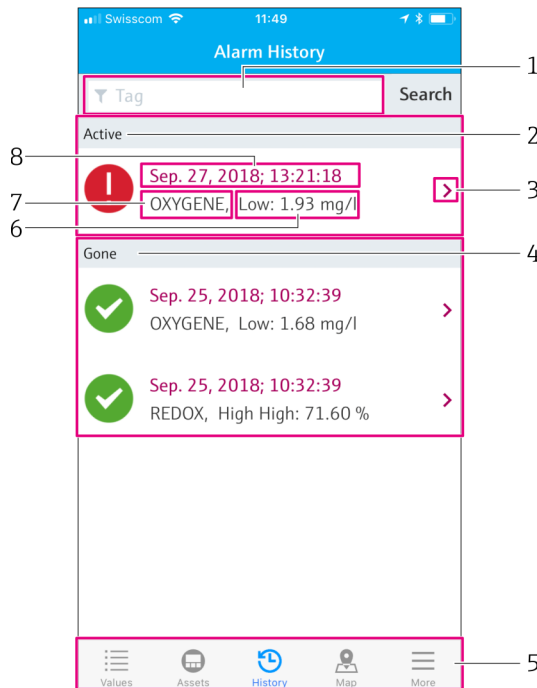 Swisscom 11:49
Alarm History
1
Tag Search
Active
2
8
Sep. 27, 2018; 13:21:18
3
7
OXYGENE, Low: 1.93 mg/l
6
Gone
4
Sep. 25, 2018; 10:32:39
OXYGENE, Low: 1.68 mg/l
Sep. 25, 2018; 10:32:39
REDOX, High High: 71.60 %
5
Values Assets History Map More